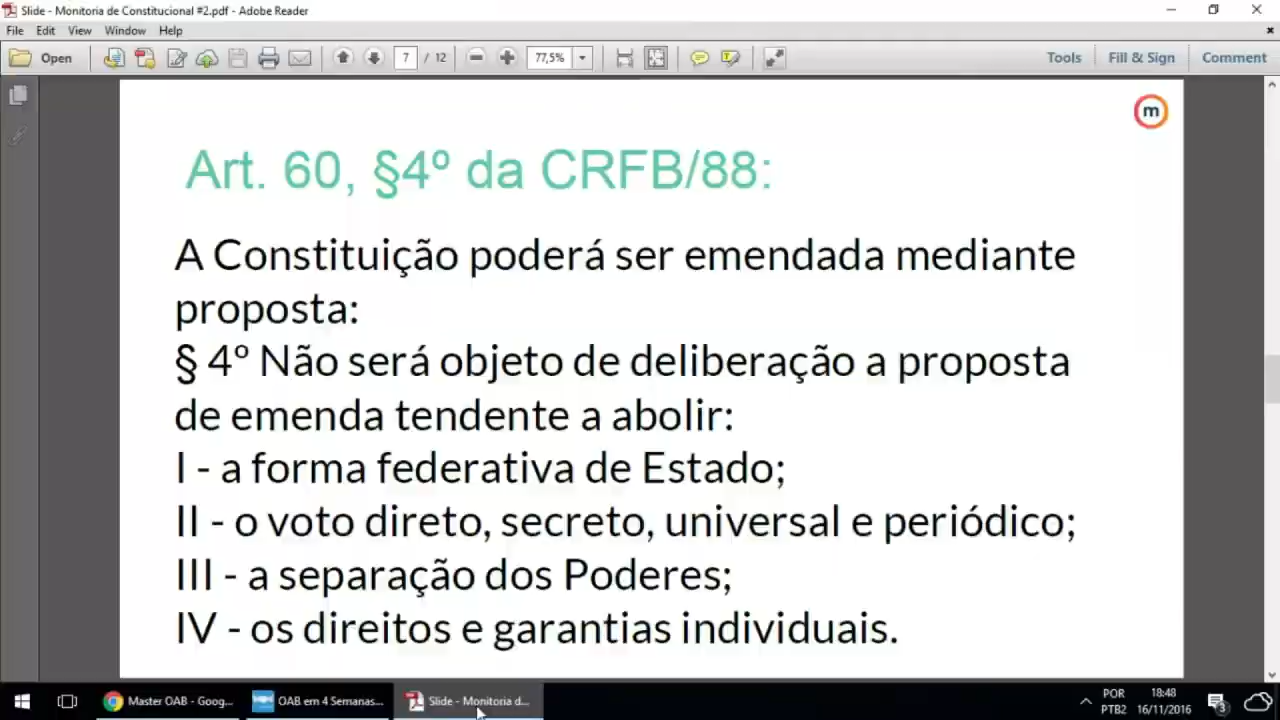 Slide - Monitoria de Constitucional #2.pdf - Adobe Reader
File Edit View Window Help
Open 7 / 12 77,5% Tools Fill & Sign Comment
m
Art. 60, §4º da CRFB/88:
A Constituição poderá ser emendada mediante
proposta:
§ 4º Não será objeto de deliberação a proposta
de emenda tendente a abolir:
I - a forma federativa de Estado;
II - o voto direto, secreto, universal e periódico;
III - a separação dos Poderes;
IV - os direitos e garantias individuais.
Master OAB - Goog... OAB em 4 Semanas... Slide - Monitoria d... POR 18:48
PTB2 16/11/2016 3